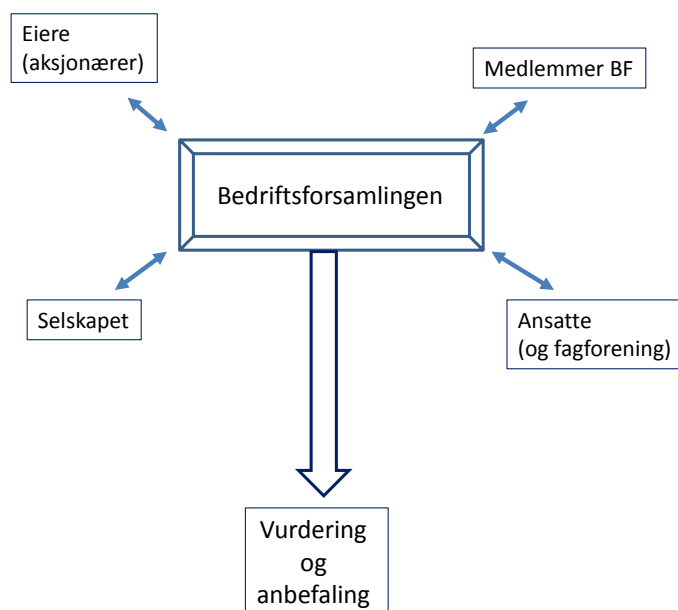 Eiere
(aksjonærer)
Medlemmer BF
Bedriftsforsamlingen
Selskapet
Ansatte
(og fagforening)
Vurdering
og
anbefaling